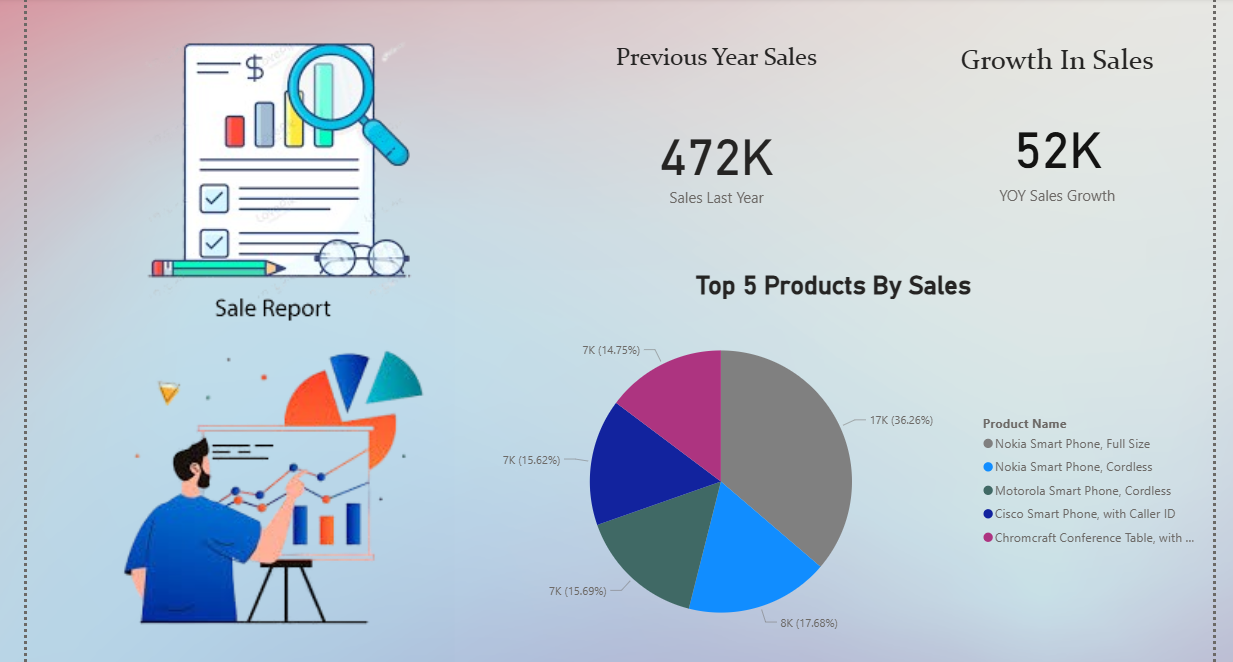 $
Sale Report
Previous Year Sales
472K
Sales Last Year
Growth In Sales
52K
YOY Sales Growth
Top 5 Products By Sales
7K (14.75%)
17K (36.26%)
7K (15.62%)
7K (15.69%)
8K (17.68%)
Product Name
Nokia Smart Phone, Full Size
Nokia Smart Phone, Cordless
Motorola Smart Phone, Cordless
Cisco Smart Phone, with Caller ID
Chromcraft Conference Table, with ...